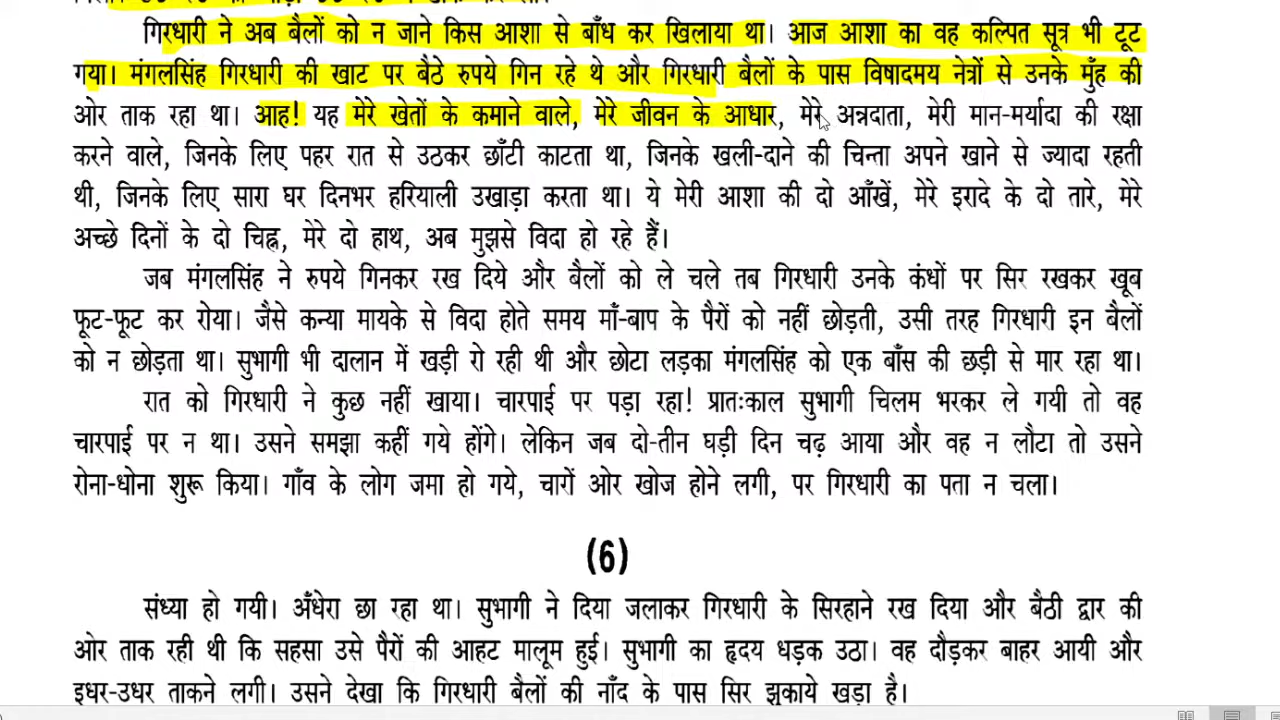 गिरधारी ने अब बैलों को न जाने किस आशा से बाँध कर खिलाया था। आज आशा का वह कल्पित सूत्र भी टूट
गया। मंगलसिंह गिरधारी की खाट पर बैठे रुपये गिन रहे थे और गिरधारी बैलों के पास विषादमय नेत्रों से उनके मुँह की
ओर ताक रहा था। आह! यह मेरे खेतों के कमाने वाले, मेरे जीवन के आधार, मेरे अन्नदाता, मेरी मान-मर्यादा की रक्षा
करने वाले, जिनके लिए पहर रात से उठकर छाँटी काटता था, जिनके खली-दाने की चिन्ता अपने खाने से ज्यादा रहती
थी, जिनके लिए सारा घर दिनभर हरियाली उखाड़ा करता था। ये मेरी आशा की दो आँखें, मेरे इरादे के दो तारे, मेरे
अच्छे दिनों के दो चिह्न, मेरे दो हाथ, अब मुझसे विदा हो रहे हैं।
जब मंगलसिंह ने रुपये गिनकर रख दिये और बैलों को ले चले तब गिरधारी उनके कंधों पर सिर रखकर खूब
फूट-फूट कर रोया। जैसे कन्या मायके से विदा होते समय माँ-बाप के पैरों को नहीं छोड़ती, उसी तरह गिरधारी इन बैलों
को न छोड़ता था। सुभागी भी दालान में खड़ी रो रही थी और छोटा लड़का मंगलसिंह को एक बाँस की छड़ी से मार रहा था।
रात को गिरधारी ने कुछ नहीं खाया। चारपाई पर पड़ा रहा! प्रातःकाल सुभागी चिलम भरकर ले गयी तो वह
चारपाई पर न था। उसने समझा कहीं गये होंगे। लेकिन जब दो-तीन घड़ी दिन चढ़ आया और वह न लौटा तो उसने
रोना-धोना शुरू किया। गाँव के लोग जमा हो गये, चारों ओर खोज होने लगी, पर गिरधारी का पता न चला।
(6)
संध्या हो गयी। अँधेरा छा रहा था। सुभागी ने दिया जलाकर गिरधारी के सिरहाने रख दिया और बैठी द्वार की
ओर ताक रही थी कि सहसा उसे पैरों की आहट मालूम हुई। सुभागी का हृदय धड़क उठा। वह दौड़कर बाहर आयी और
इधर-उधर ताकने लगी। उसने देखा कि गिरधारी बैलों की नाँद के पास सिर झुकाये खड़ा है।